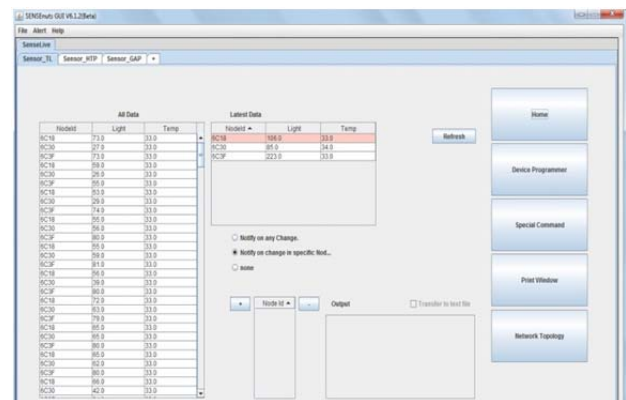 SENSEnuts GUI V6.1.2(Beta)
File Alert Help
SenseLive
Sensor_TL Sensor_HTP Sensor_GAP +
All Data
NodeId Light Temp
6C18 73.0 33.0
6C30 27.0 33.0
6C3F 73.0 33.0
6C18 59.0 33.0
6C30 26.0 33.0
6C3F 55.0 33.0
6C18 53.0 33.0
6C30 29.0 33.0
6C3F 74.0 33.0
6C18 55.0 33.0
6C30 56.0 33.0
6C3F 80.0 33.0
6C18 55.0 33.0
6C30 59.0 33.0
6C3F 81.0 33.0
6C18 56.0 33.0
6C30 39.0 33.0
6C3F 80.0 33.0
6C18 72.0 33.0
6C30 63.0 33.0
6C3F 79.0 33.0
6C18 65.0 33.0
6C30 65.0 33.0
6C3F 80.0 33.0
6C18 65.0 33.0
6C30 62.0 33.0
6C3F 80.0 33.0
6C18 66.0 33.0
6C30 42.0 33.0
Latest Data
NodeId Light Temp
6C18 106.0 33.0
6C30 85.0 34.0
6C3F 223.0 33.0
Refresh
Notify on any Change.
Notify on change in specific Nod...
none
+ Node Id - Output Transfer to text file
Home
Device Programmer
Special Command
Print Window
Network Topology